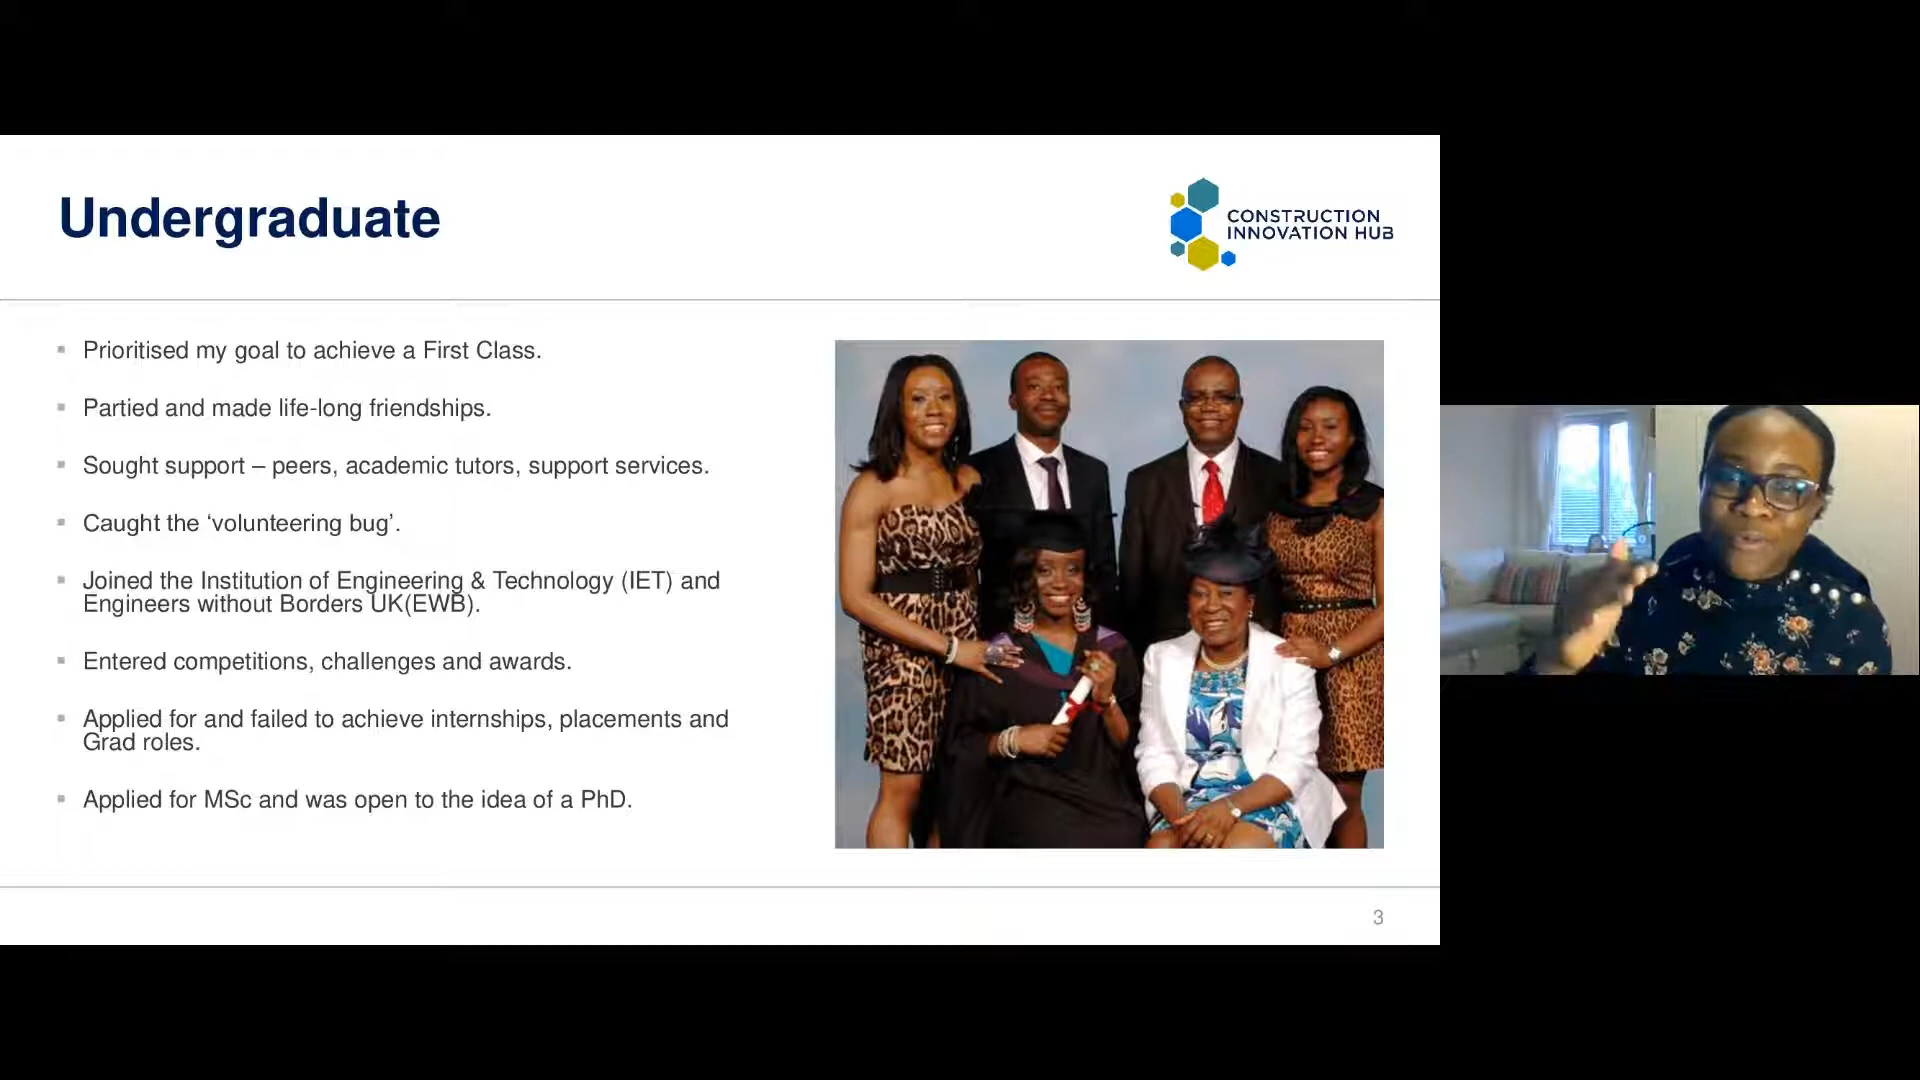 Undergraduate
CONSTRUCTION
INNOVATION HUB
▪ Prioritised my goal to achieve a First Class.
▪ Partied and made life-long friendships.
▪ Sought support – peers, academic tutors, support services.
▪ Caught the ‘volunteering bug’.
▪ Joined the Institution of Engineering & Technology (IET) and
Engineers without Borders UK(EWB).
▪ Entered competitions, challenges and awards.
▪ Applied for and failed to achieve internships, placements and
Grad roles.
▪ Applied for MSc and was open to the idea of a PhD.
3